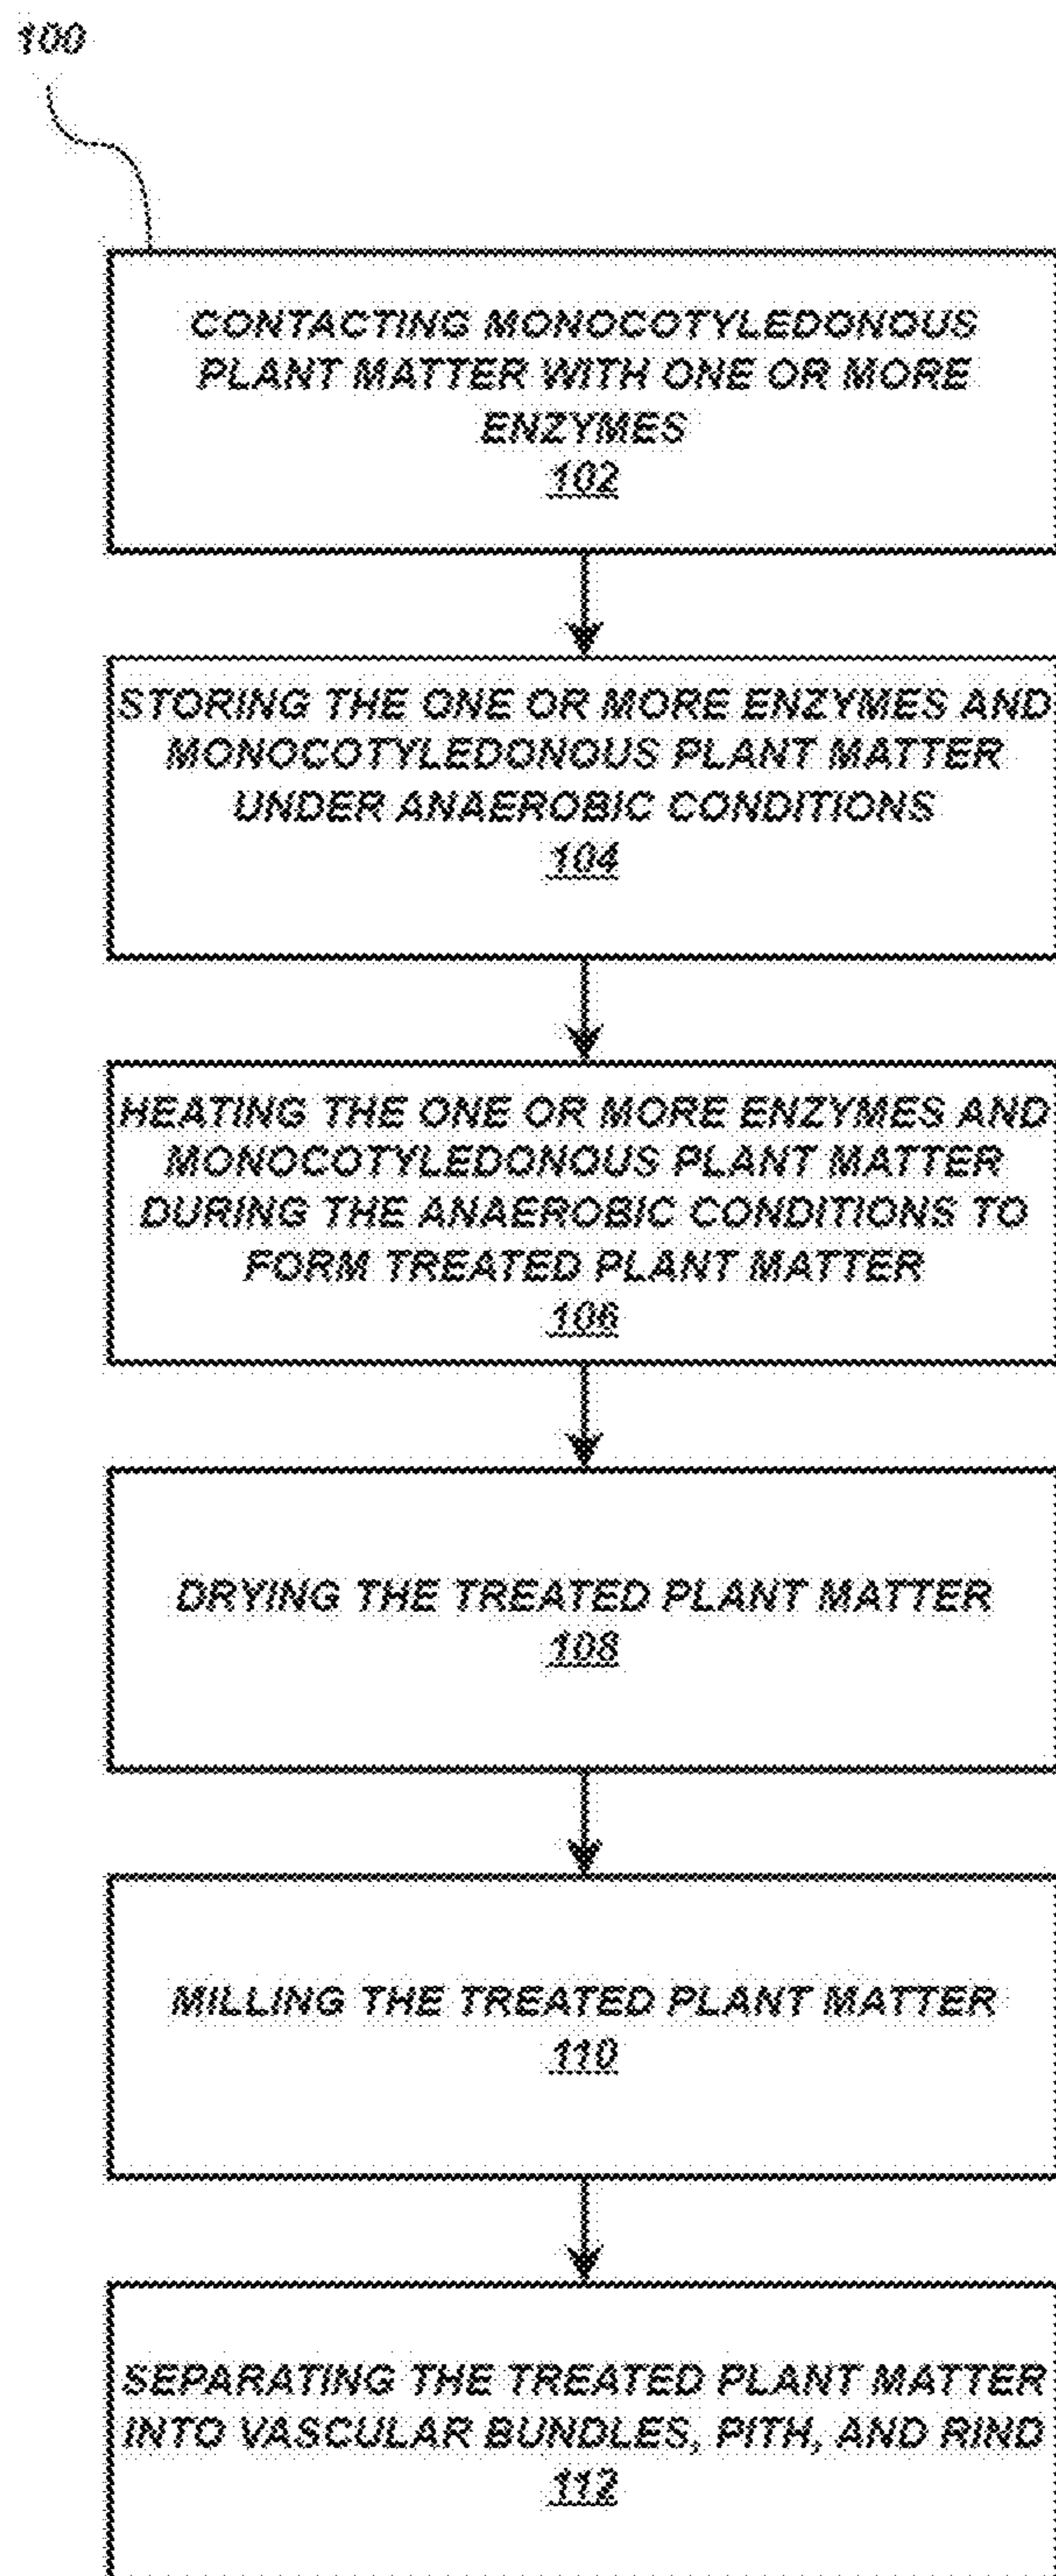 100
CONTACTING MONOCOTYLEDONOUS
PLANT MATTER WITH ONE OR MORE
ENZYMES
102
STORING THE ONE OR MORE ENZYMES AND
MONOCOTYLEDONOUS PLANT MATTER
UNDER ANAEROBIC CONDITIONS
104
HEATING THE ONE OR MORE ENZYMES AND
MONOCOTYLEDONOUS PLANT MATTER
DURING THE ANAEROBIC CONDITIONS TO
FORM TREATED PLANT MATTER
106
DRYING THE TREATED PLANT MATTER
108
MILLING THE TREATED PLANT MATTER
110
SEPARATING THE TREATED PLANT MATTER
INTO VASCULAR BUNDLES, PITH, AND RIND
112